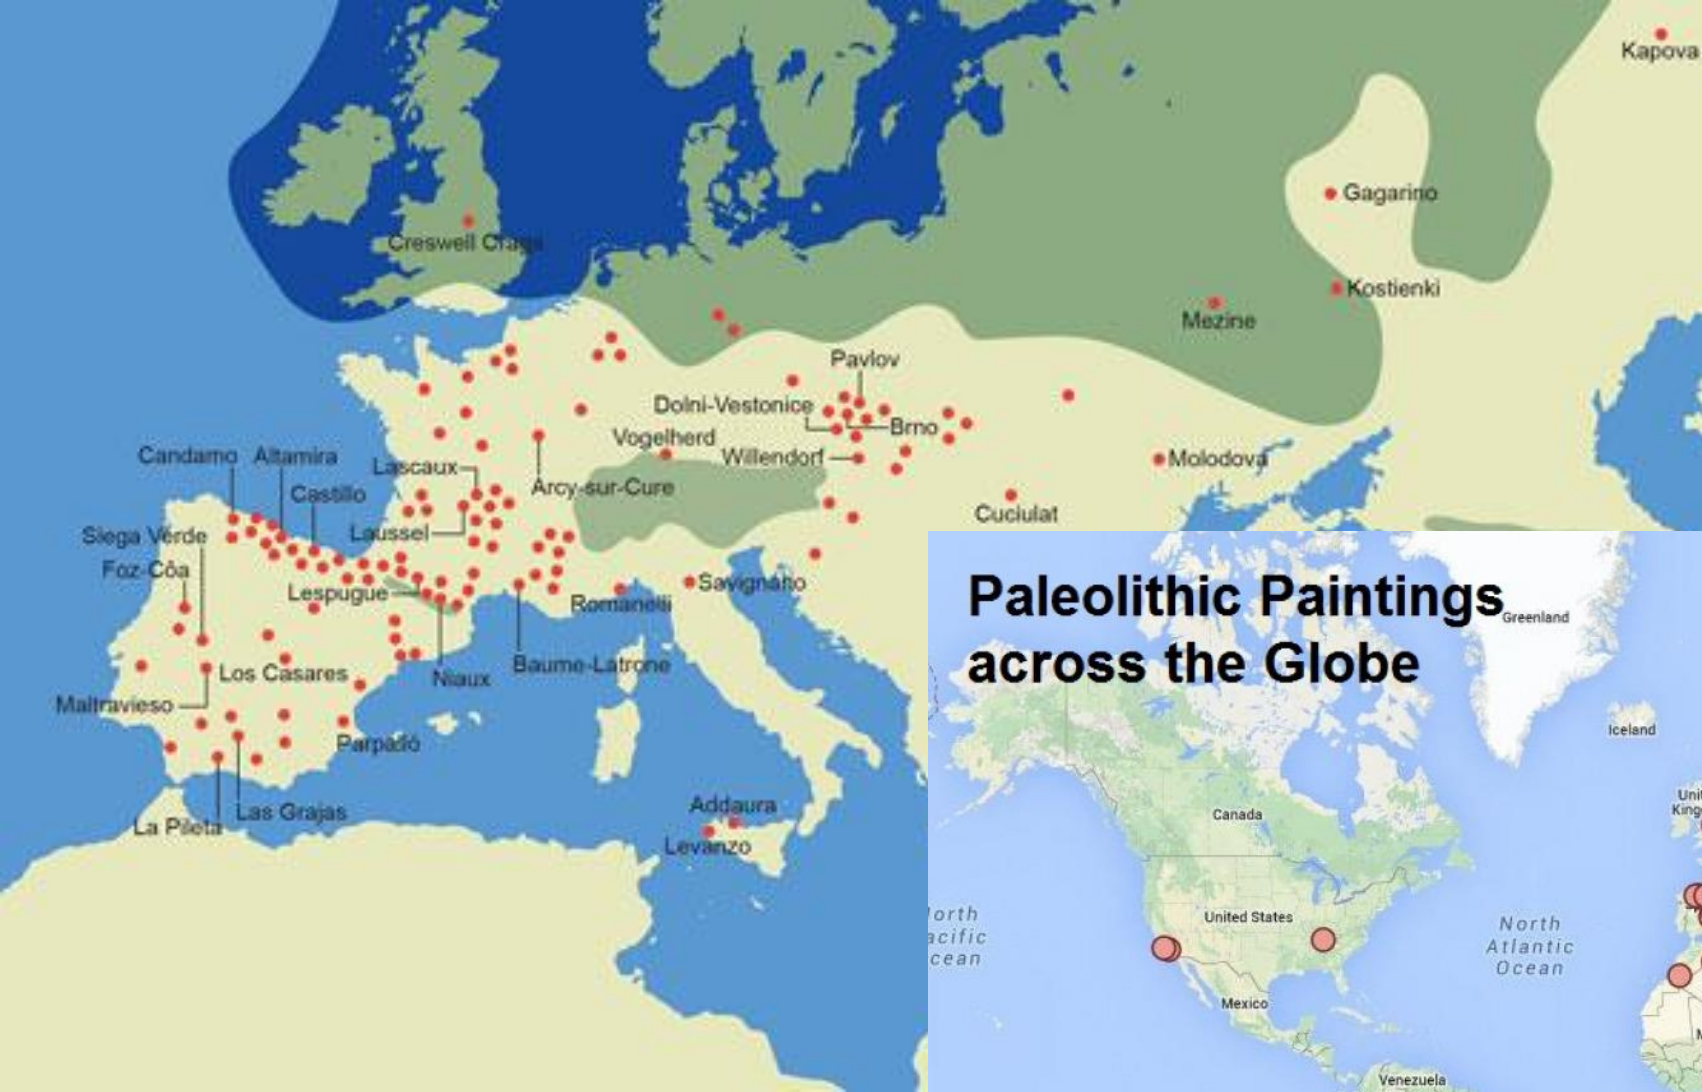 Kapova
Gagarino
Creswell Crags
Kostienki
Mezine
Pavlov
Dolni-Vestonice
Brno
Vogelherd
Candamo
Altamira
Willendorf
Molodova
Lascaux
Castillo
Arcy-sur-Cure
Cuciulat
Siega Verde
Laussel
Foz-Côa
Savignano
Lespugue
Romanelli
Los Casares
Niaux
Baume-Latrone
Maltravieso
Parpalló
Addaura
Las Grajas
La Pileta
Levanzo
Paleolithic Paintings
across the Globe
Greenland
Iceland
Canada
United States
North
Atlantic
Ocean
Mexico
Venezuela